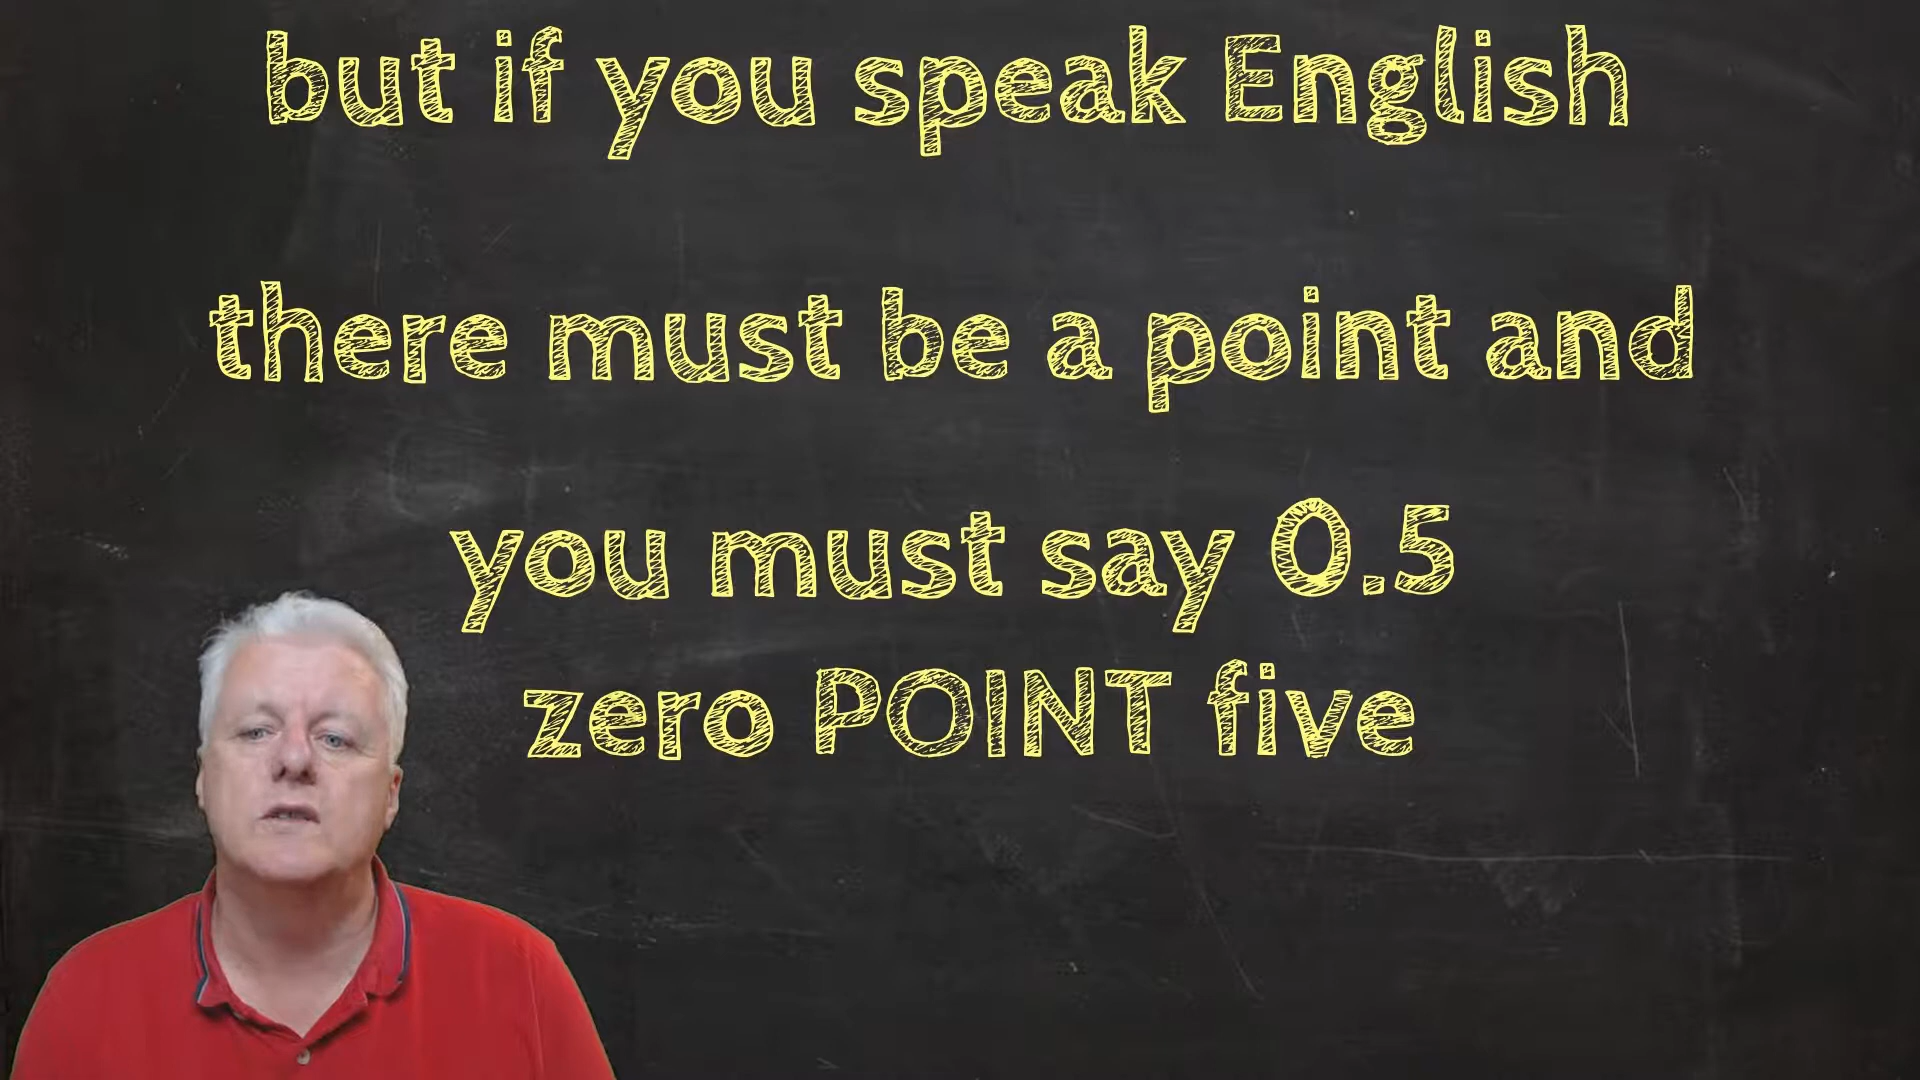 but if you speak English
there must be a point and
you must say 0.5
zero POINT five